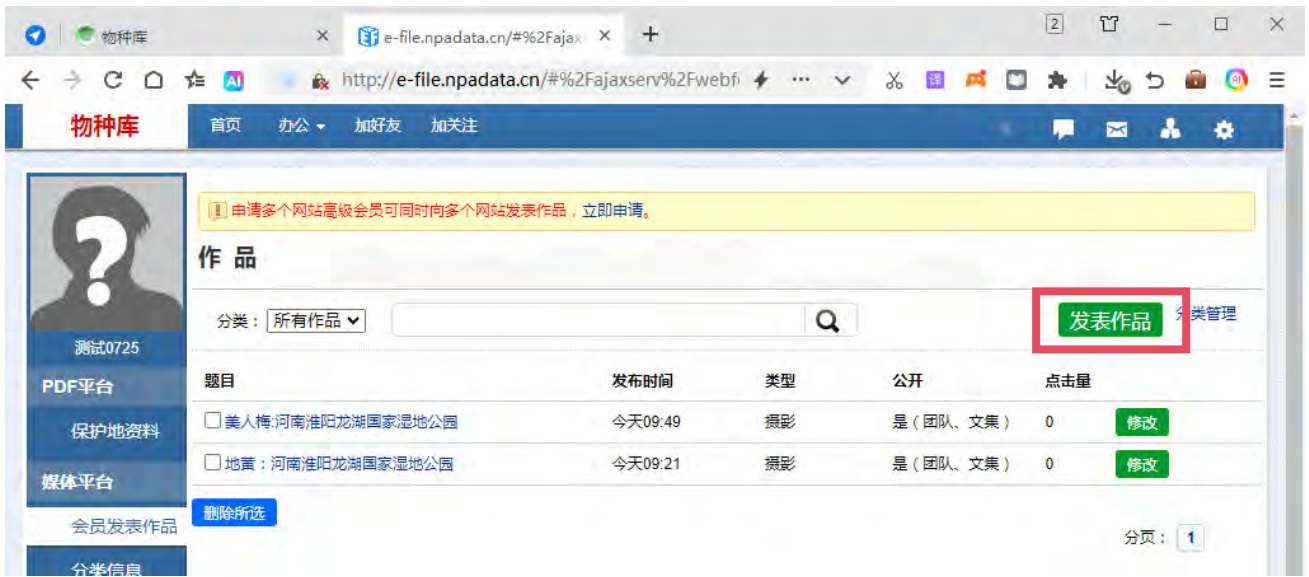 物种库
e-file.npadata.cn/#%2Fajax
2
AI
http://e-file.npadata.cn/#%2Fajaxserv%2Fwebfi
译
物种库 首页 办公 加好友 加关注
申请多个网站高级会员可同时向多个网站发表作品，立即申请。
作 品
分类： 所有作品 发表作品 分类管理
测试0725
PDF平台
保护地资料
媒体平台
会员发表作品
分类信息
题目 发布时间 类型 公开 点击量
美人梅:河南淮阳龙湖国家湿地公园 今天09:49 摄影 是（团队、文集） 0 修改
地黄：河南淮阳龙湖国家湿地公园 今天09:21 摄影 是（团队、文集） 0 修改
删除所选
分页： 1